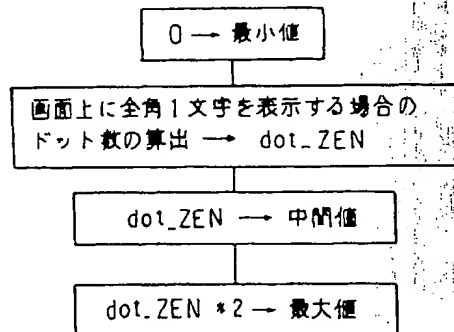 0 → 最小値
画面上に全角1文字を表示する場合の
ドット数の算出 → dot_ZEN
dot_ZEN → 中間値
dot_ZEN *2 → 最大値